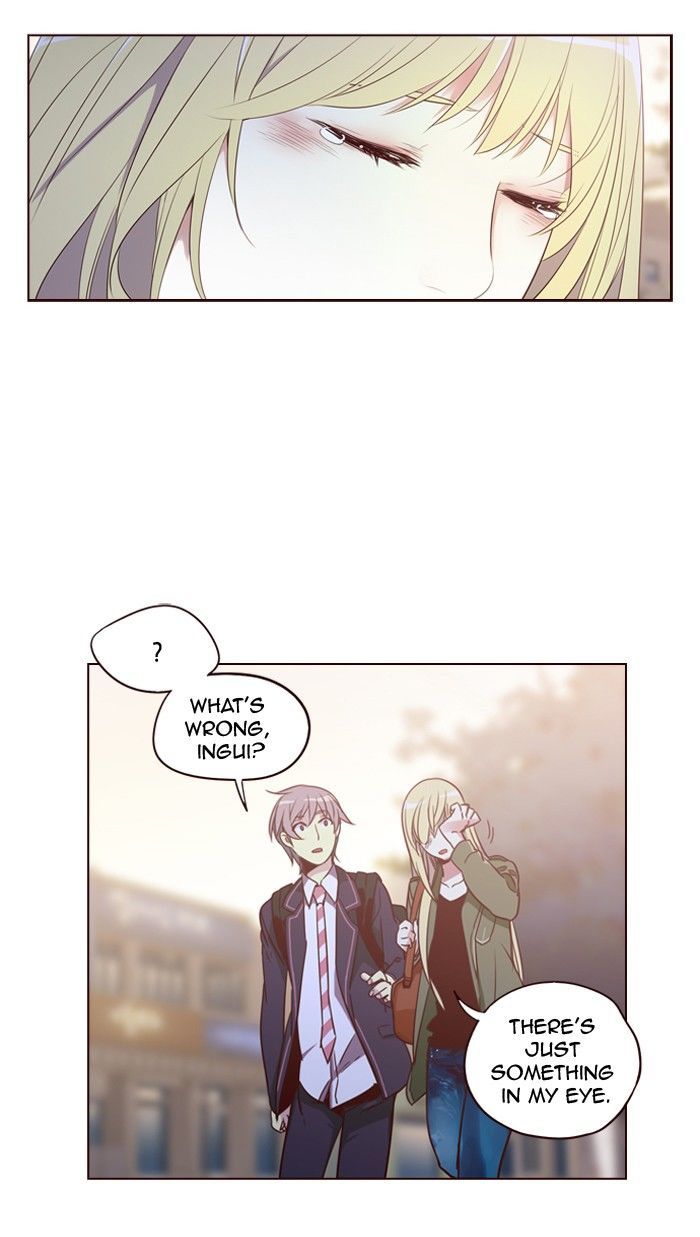 ?
WHAT'S
WRONG,
INGUI?
THERE'S
JUST
SOMETHING
IN MY EYE.